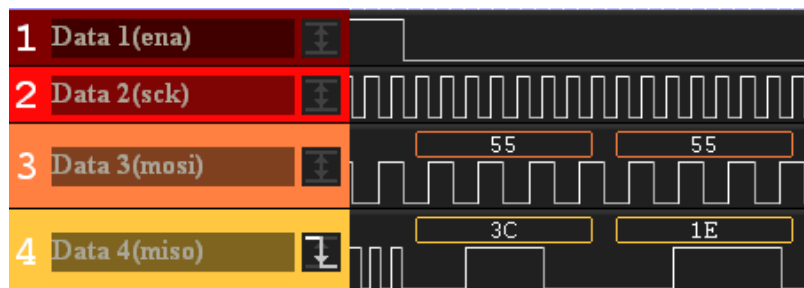 1 Data 1(ena)
2 Data 2(sck)
3 Data 3(mosi) 55 55
4 Data 4(miso) 3C 1E